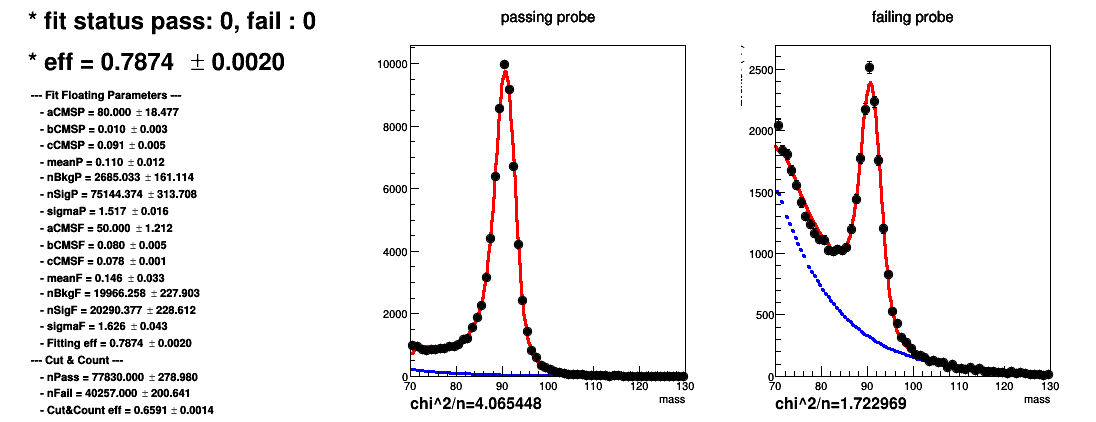 * fit status pass: 0, fail : 0
* eff = 0.7874 ± 0.0020
--- Fit Floating Parameters ---
- aCMSP = 80.000 ± 18.477
- bCMSP = 0.010 ± 0.003
- cCMSP = 0.091 ± 0.005
- meanP = 0.110 ± 0.012
- nBkgP = 2685.033 ± 161.114
- nSigP = 75144.374 ± 313.708
- sigmaP = 1.517 ± 0.016
- aCMSF = 50.000 ± 1.212
- bCMSF = 0.080 ± 0.005
- cCMSF = 0.078 ± 0.001
- meanF = 0.146 ± 0.033
- nBkgF = 19966.258 ± 227.903
- nSigF = 20290.377 ± 228.612
- sigmaF = 1.626 ± 0.043
- Fitting eff = 0.7874 ± 0.0020
--- Cut & Count ---
- nPass = 77830.000 ± 278.980
- nFail = 40257.000 ± 200.641
- Cut&Count eff = 0.6591 ± 0.0014
passing probe
10000
8000
6000
4000
2000
0
70 80 90 100 110 120 130
mass
chi^2/n=4.065448
failing probe
2500
2000
1500
1000
500
0
70 80 90 100 110 120 130
mass
chi^2/n=1.722969